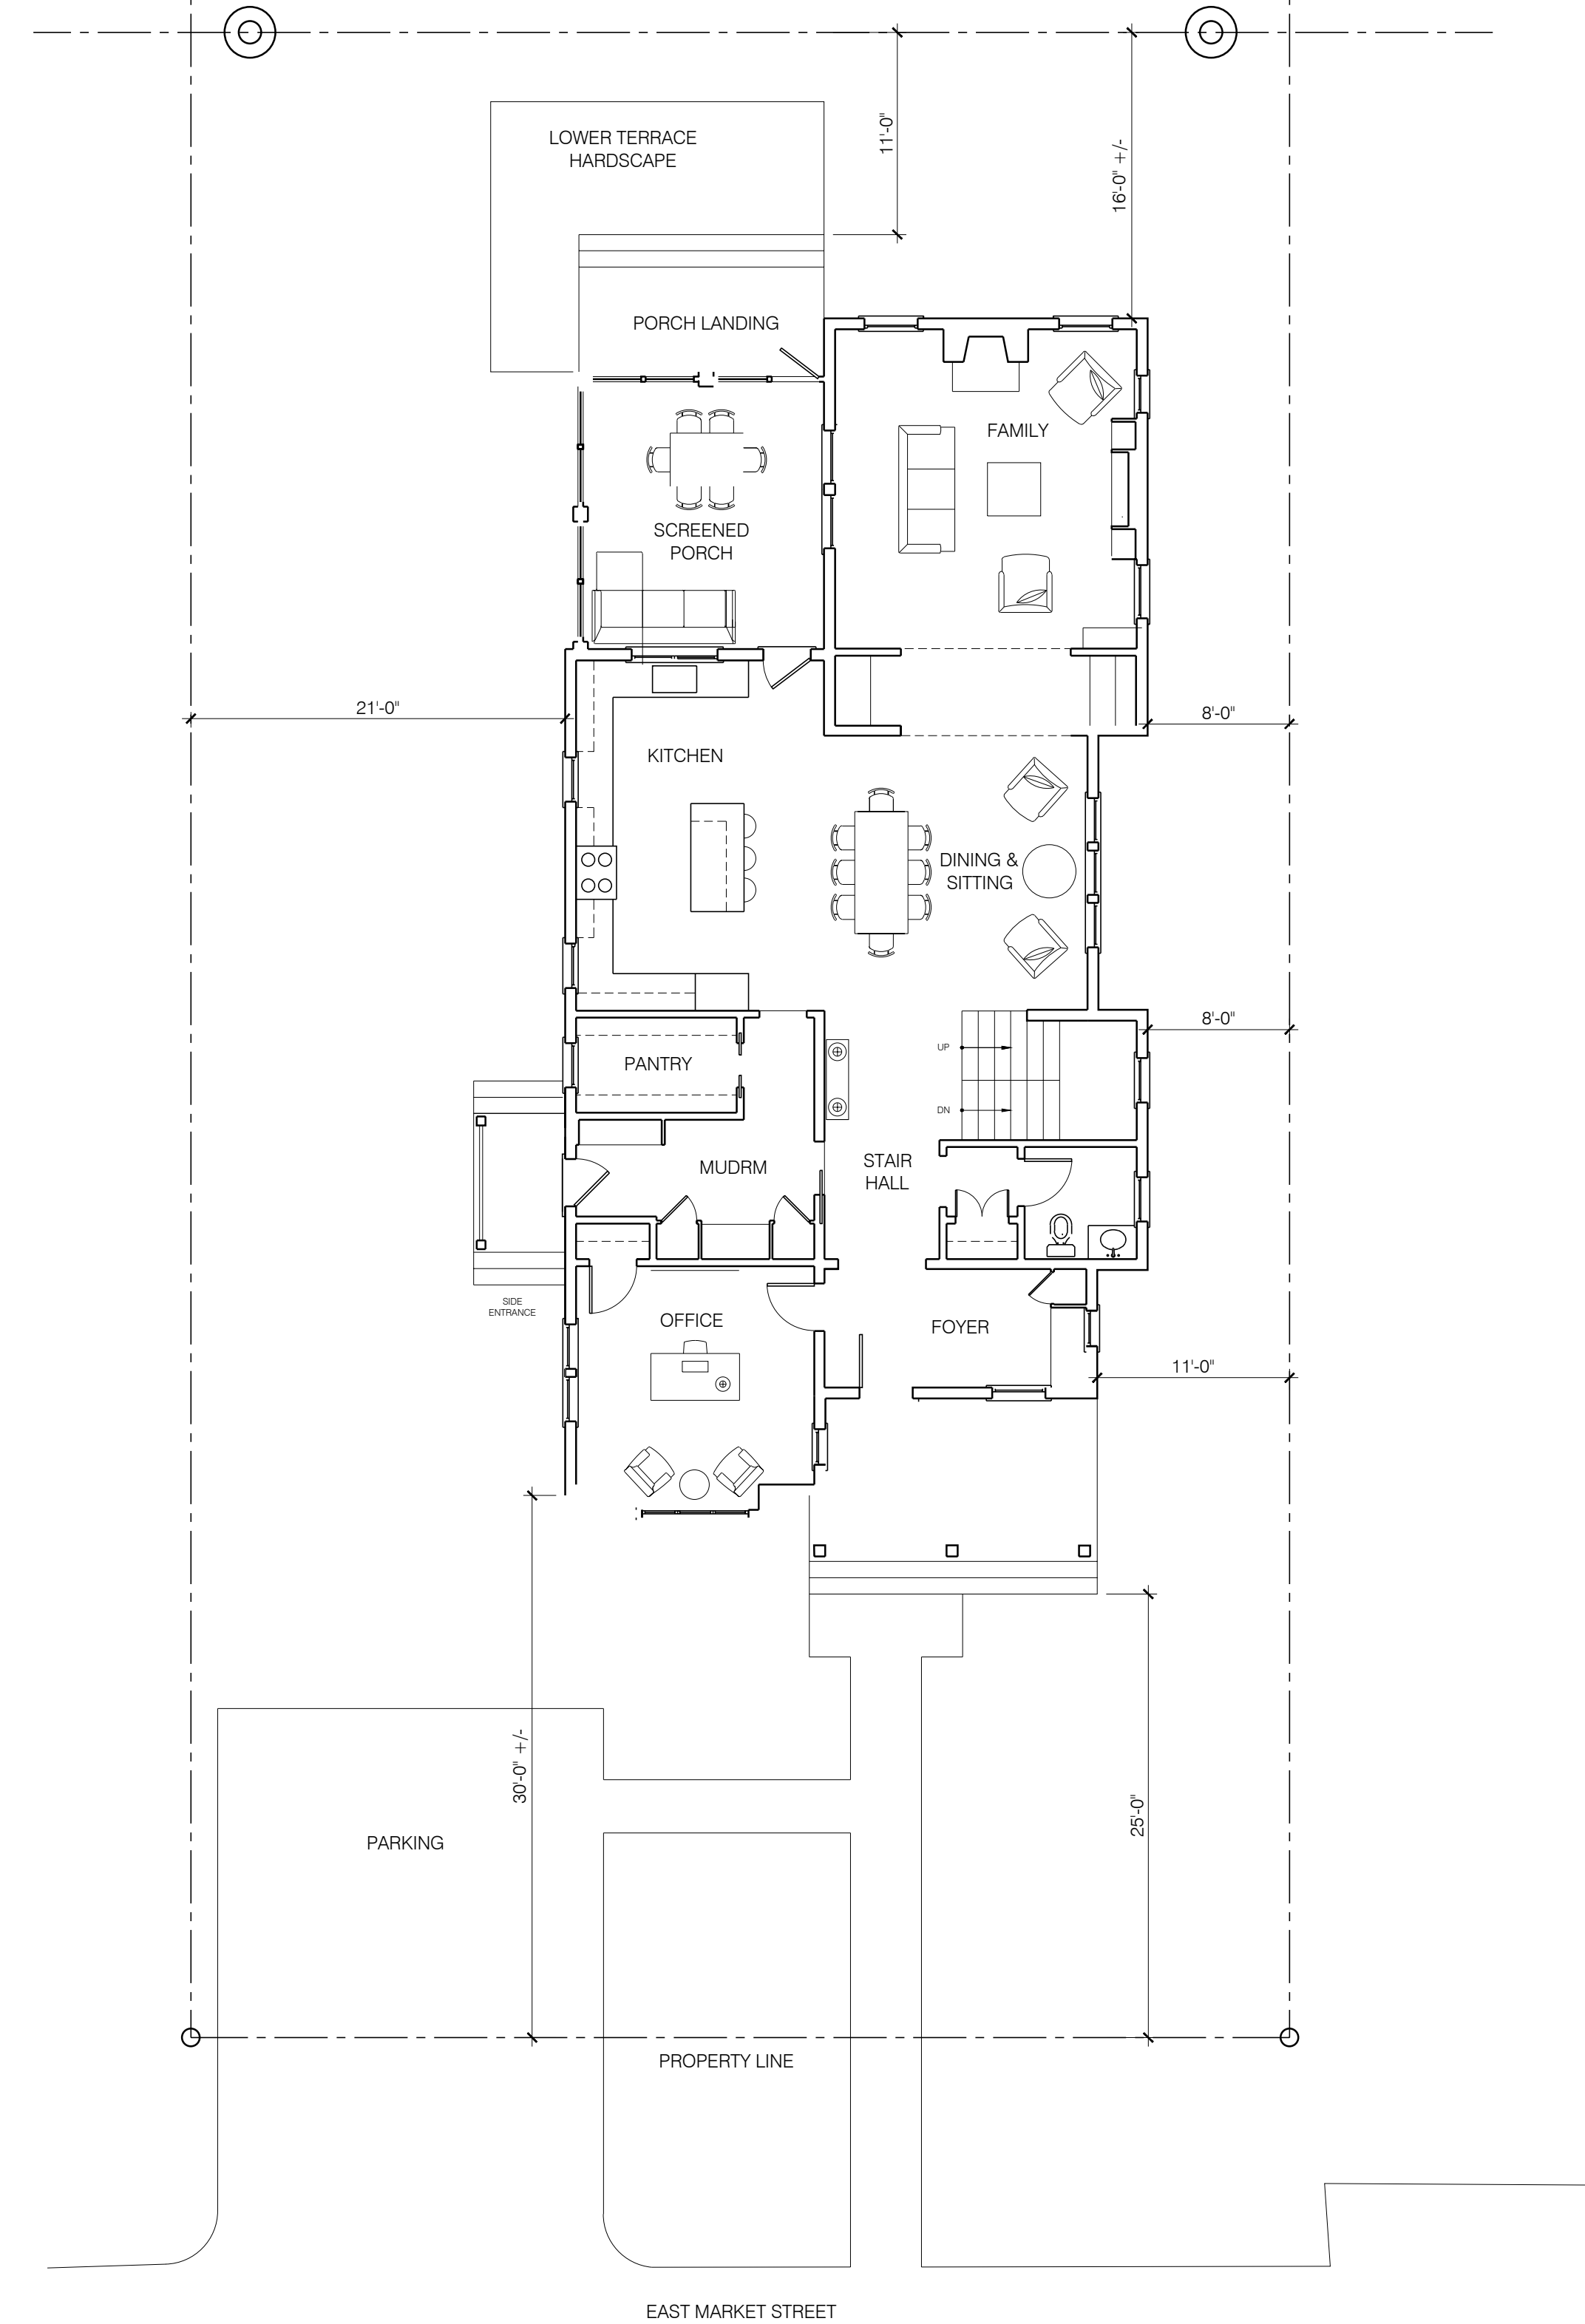 11'-0"
16'-0" +/-
LOWER TERRACE
HARDSCAPE
PORCH LANDING
FAMILY
SCREENED
PORCH
21'-0"
8'-0"
KITCHEN
DINING &
SITTING
8'-0"
UP
PANTRY
DN
MUDRM
STAIR
HALL
SIDE
ENTRANCE
OFFICE
FOYER
11'-0"
30'-0" +/-
25'-0"
PARKING
PROPERTY LINE
EAST MARKET STREET